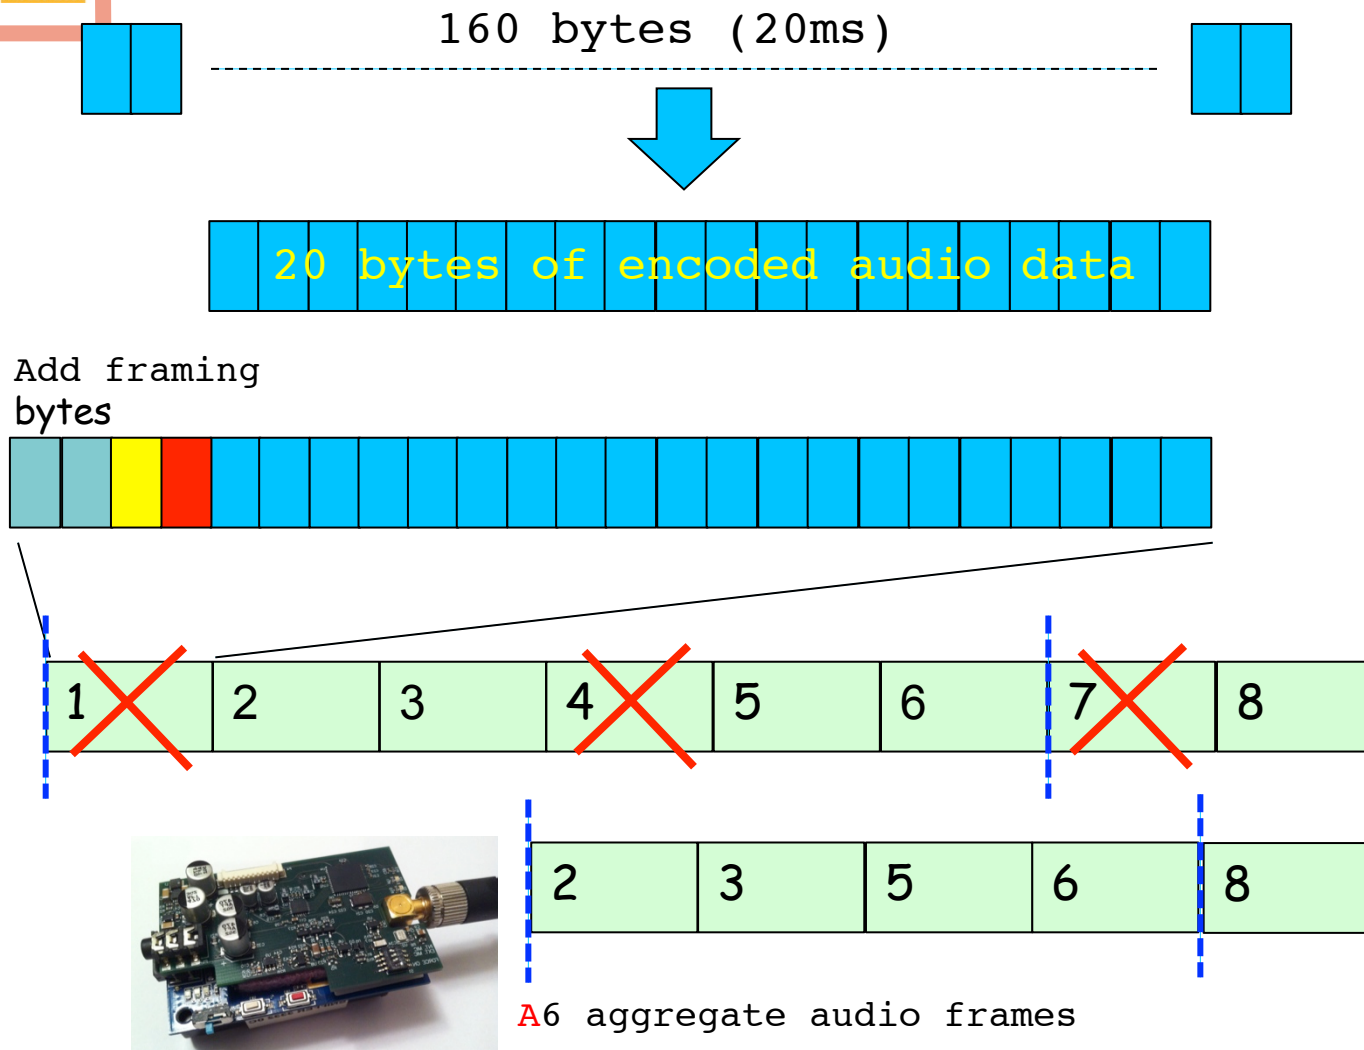 160 bytes (20ms)
20 bytes of encoded audio data
Add framing
bytes
1 2 3 4 5 6 7 8
2 3 5 6 8
A6 aggregate audio frames